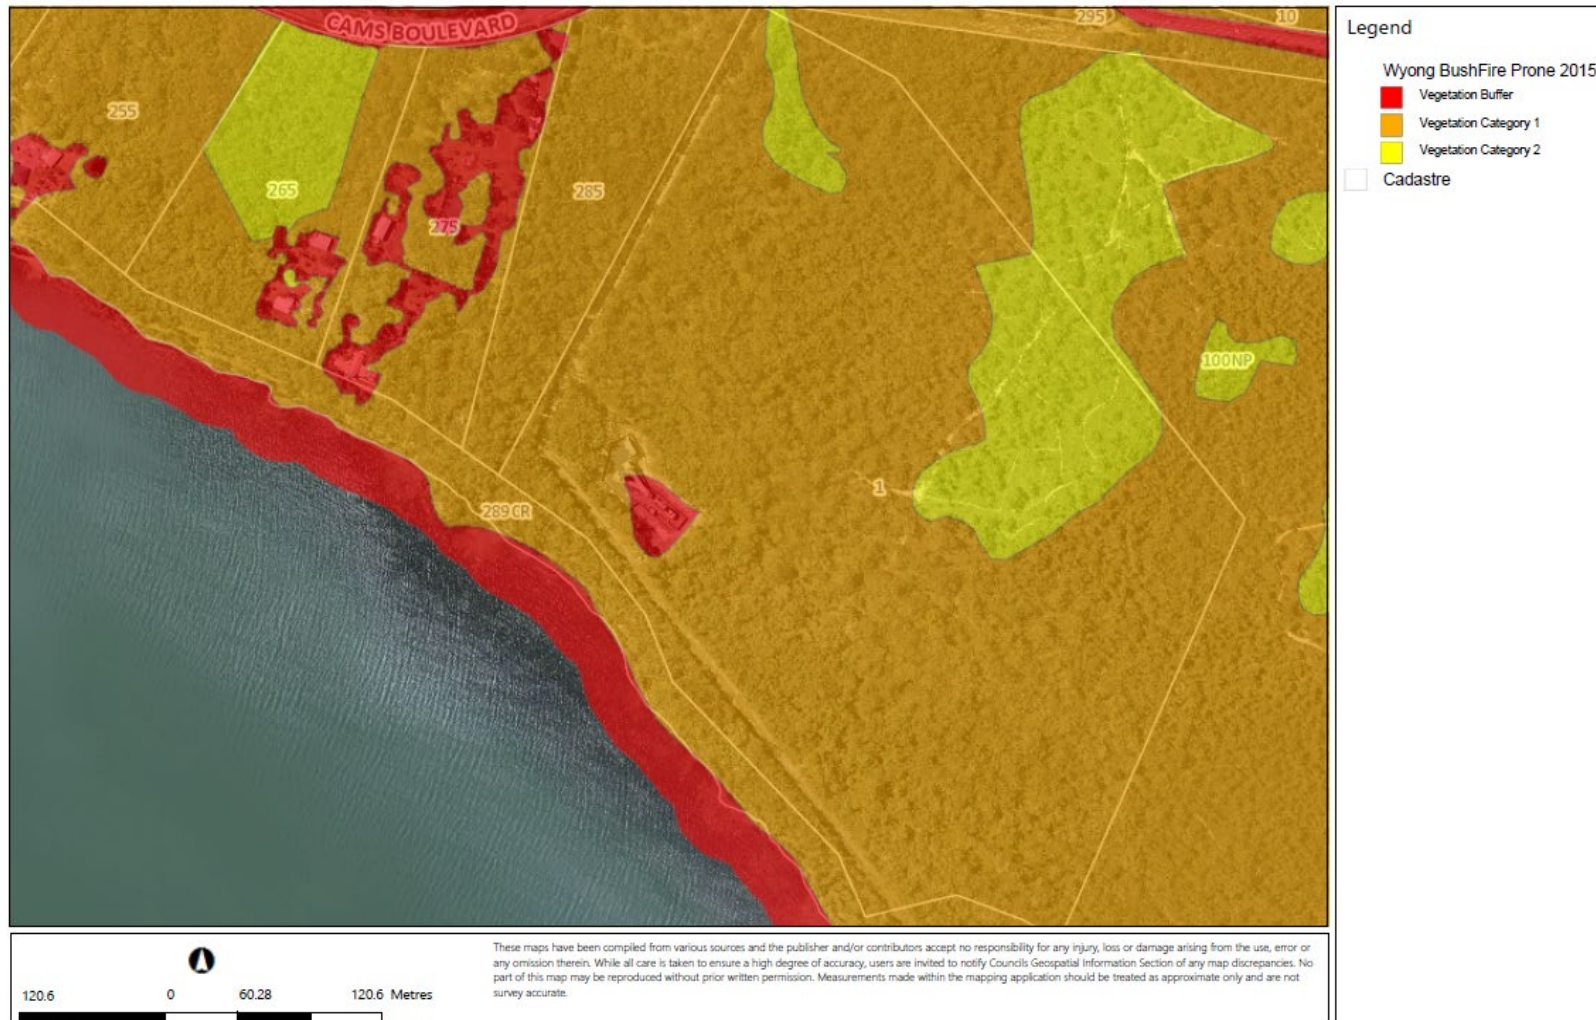 CAMS BOULEVARD
295
10
255
265
275
285
100NP
1
289CR
Legend
Wyong BushFire Prone 2015
Vegetation Buffer
Vegetation Category 1
Vegetation Category 2
Cadastre
120.6 0 60.28 120.6 Metres
These maps have been compiled from various sources and the publisher and/or contributors accept no responsibility for any injury, loss or damage arising from the use, error or
any omission therein. While all care is taken to ensure a high degree of accuracy, users are invited to notify Councils Geospatial Information Section of any map discrepancies. No
part of this map may be reproduced without prior written permission. Measurements made within the mapping application should be treated as approximate only and are not
survey accurate.